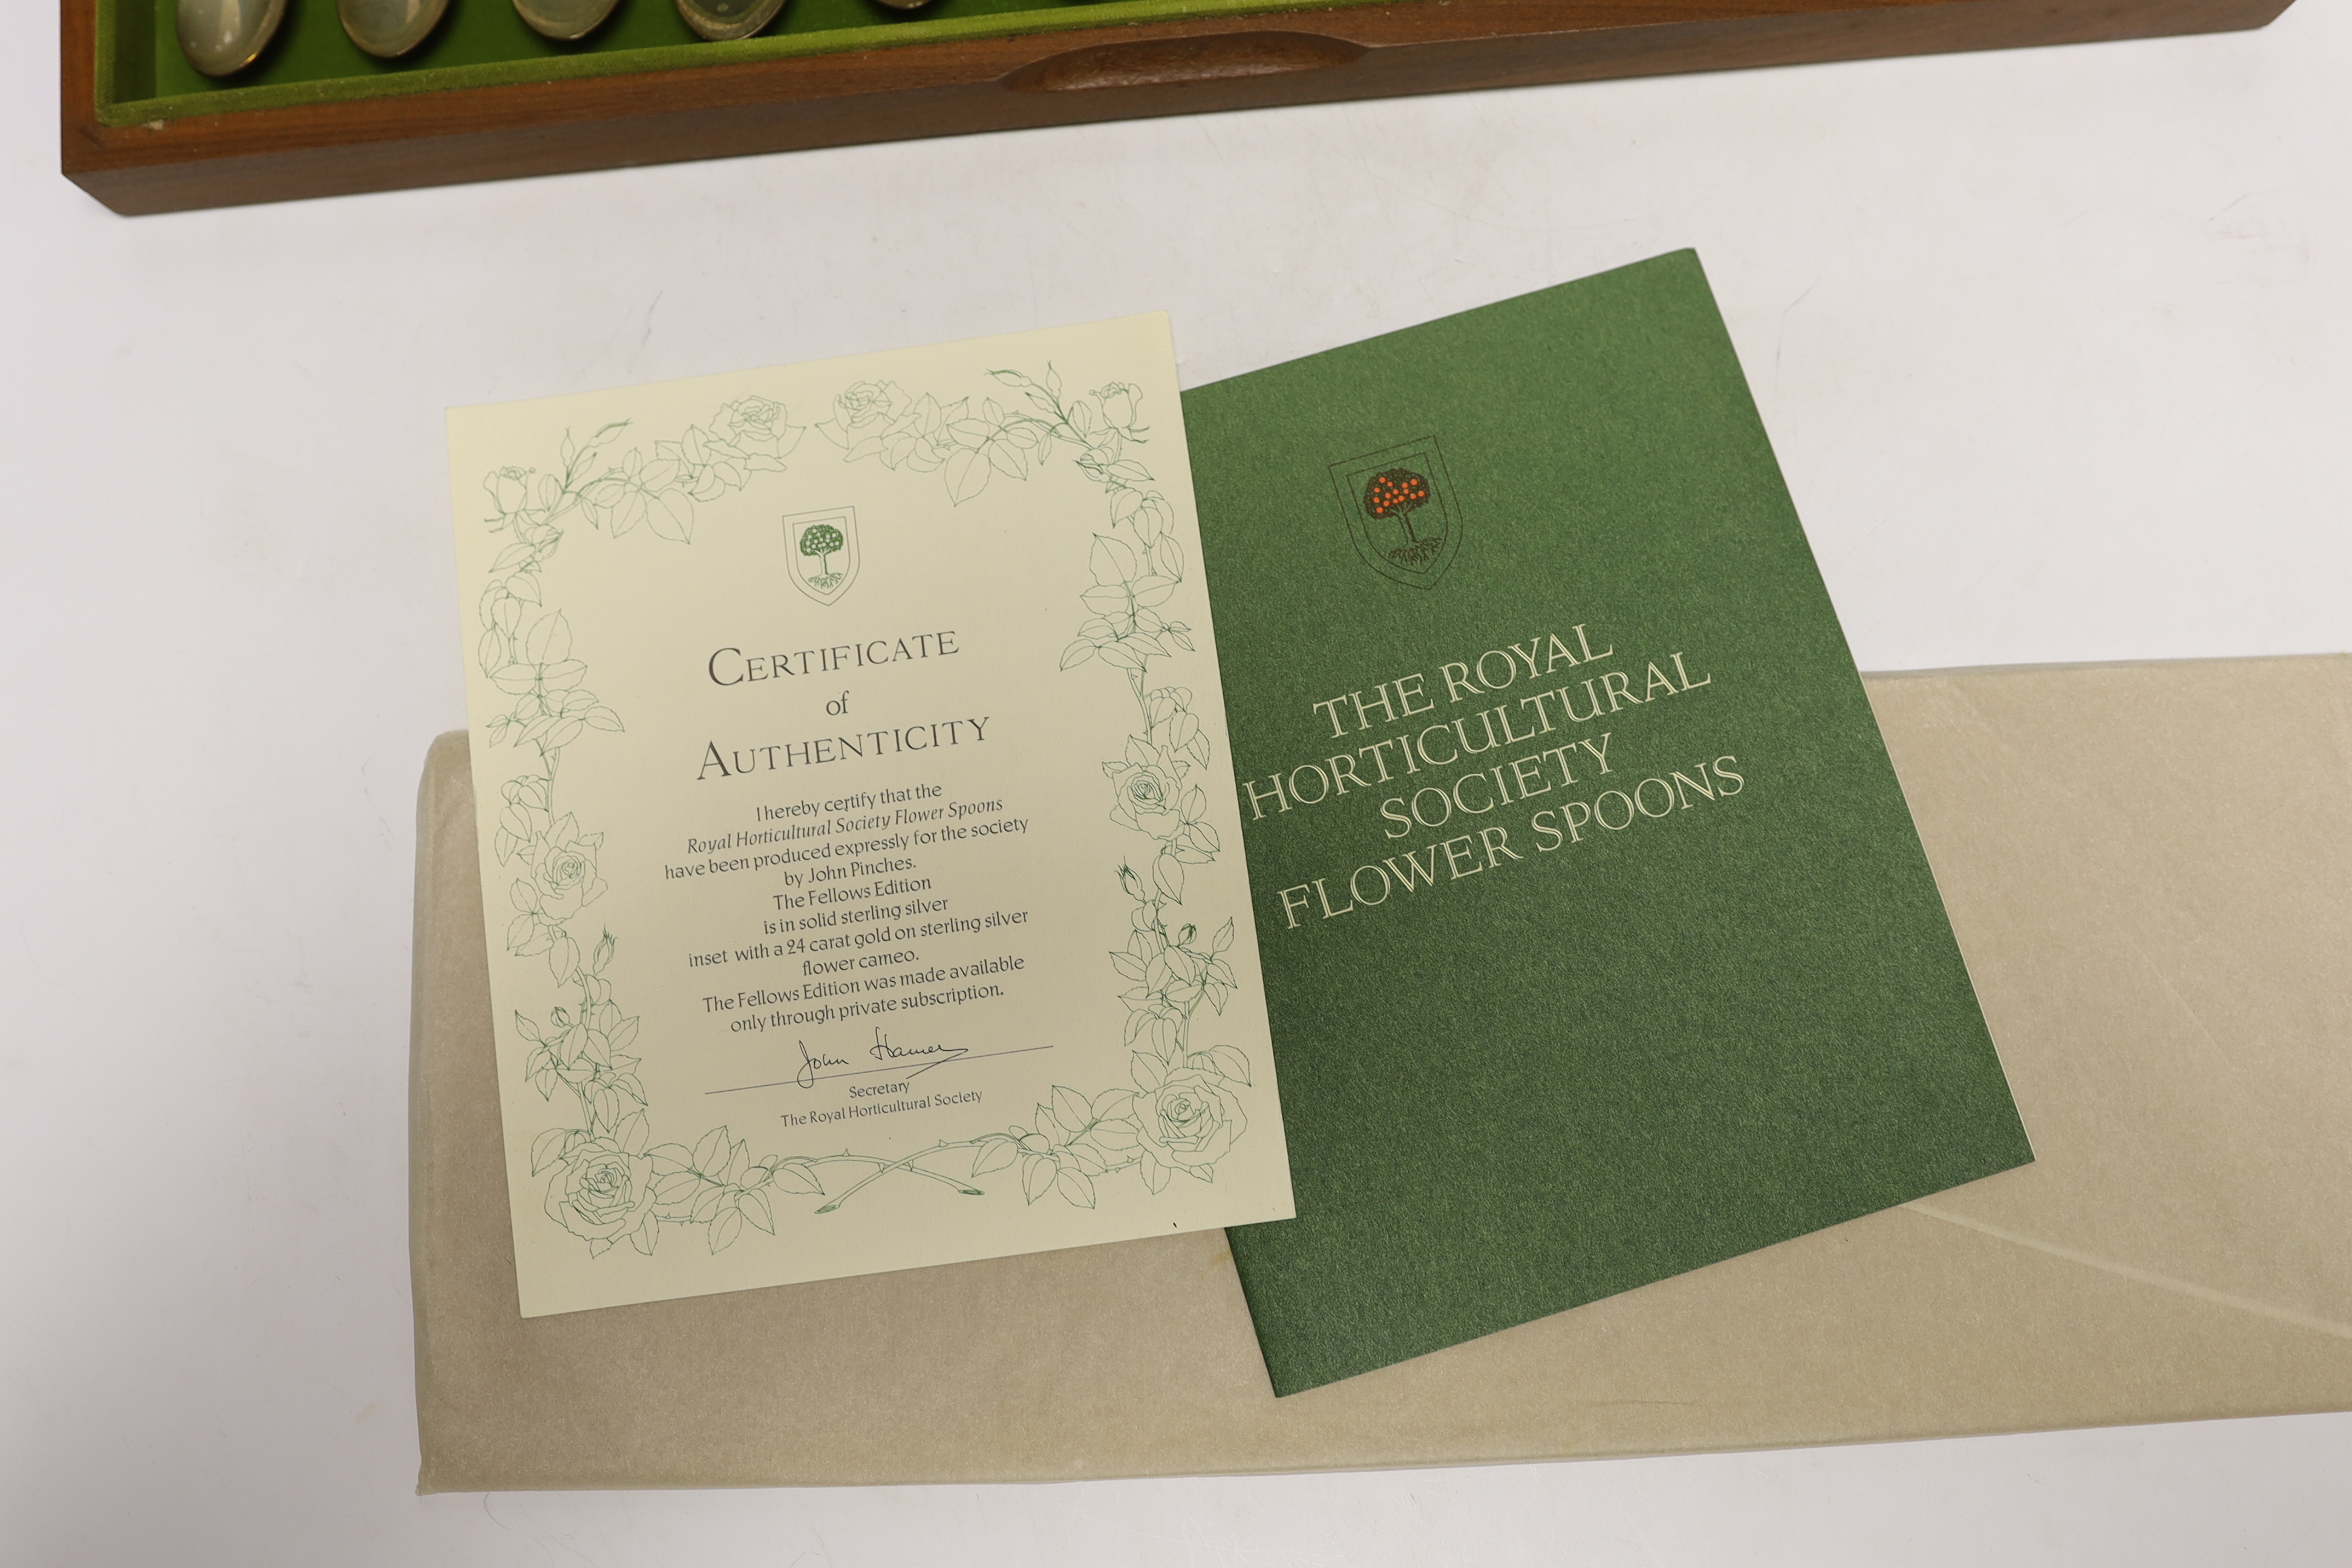 CERTIFICATE
of
AUTHENTICITY
I hereby certify that the
Royal Horticultural Society Flower Spoons
have been produced expressly for the society
by John Pinches.
The Fellows Edition
is in solid sterling silver
inset with a 24 carat gold on sterling silver
flower cameo.
The Fellows Edition was made available
only through private subscription.
John Hamer
Secretary
The Royal Horticultural Society
THE ROYAL
HORTICULTURAL
SOCIETY
FLOWER SPOONS